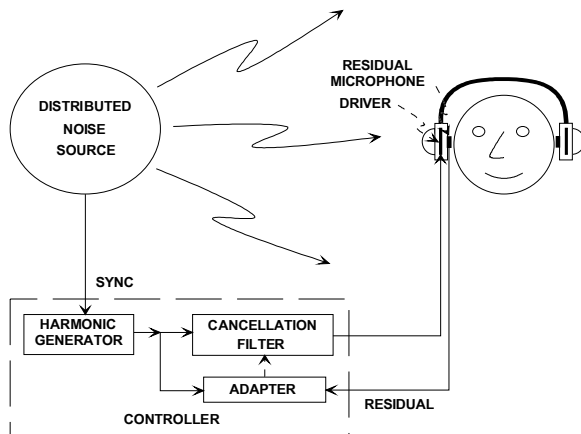 RESIDUAL
MICROPHONE
DRIVER
DISTRIBUTED
NOISE
SOURCE
SYNC
HARMONIC
GENERATOR
CANCELLATION
FILTER
ADAPTER
CONTROLLER
RESIDUAL